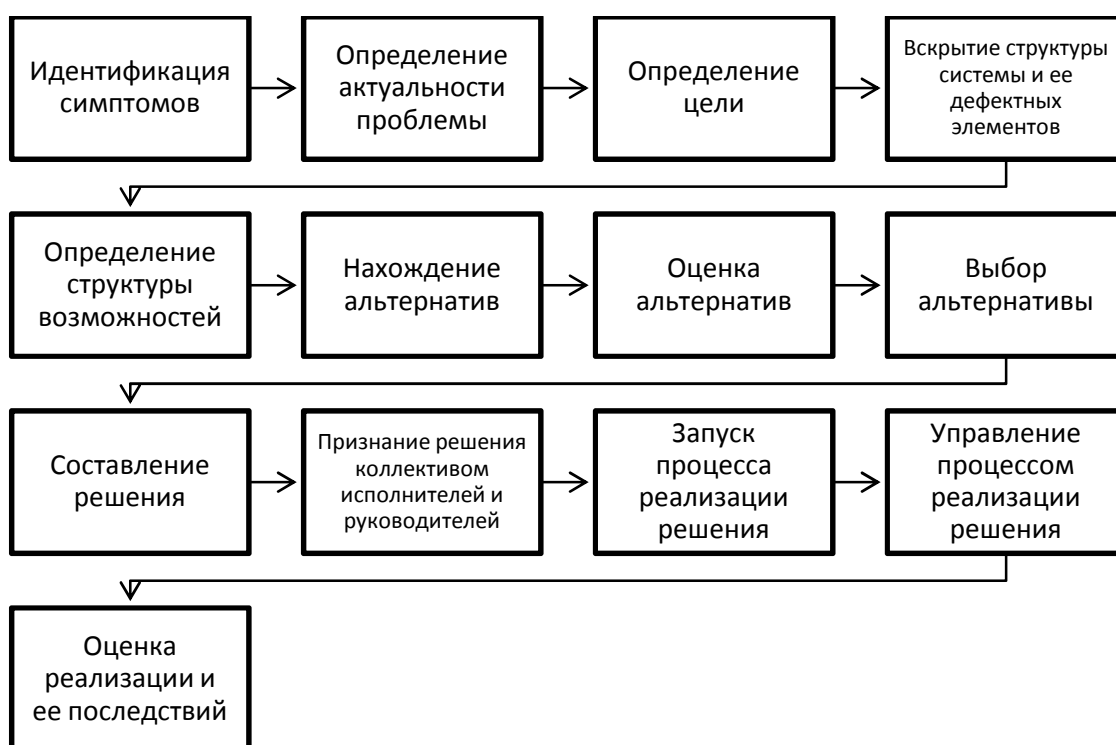 Идентификация
симптомов
Определение
актуальности
проблемы
Определение
цели
Вскрытие структуры
системы и ее
дефектных
элементов
Определение
структуры
возможностей
Нахождение
альтернатив
Оценка
альтернатив
Выбор
альтернативы
Составление
решения
Признание решения
коллективом
исполнителей и
руководителей
Запуск
процесса
реализации
решения
Управление
процессом
реализации
решения
Оценка
реализации и
ее последствий